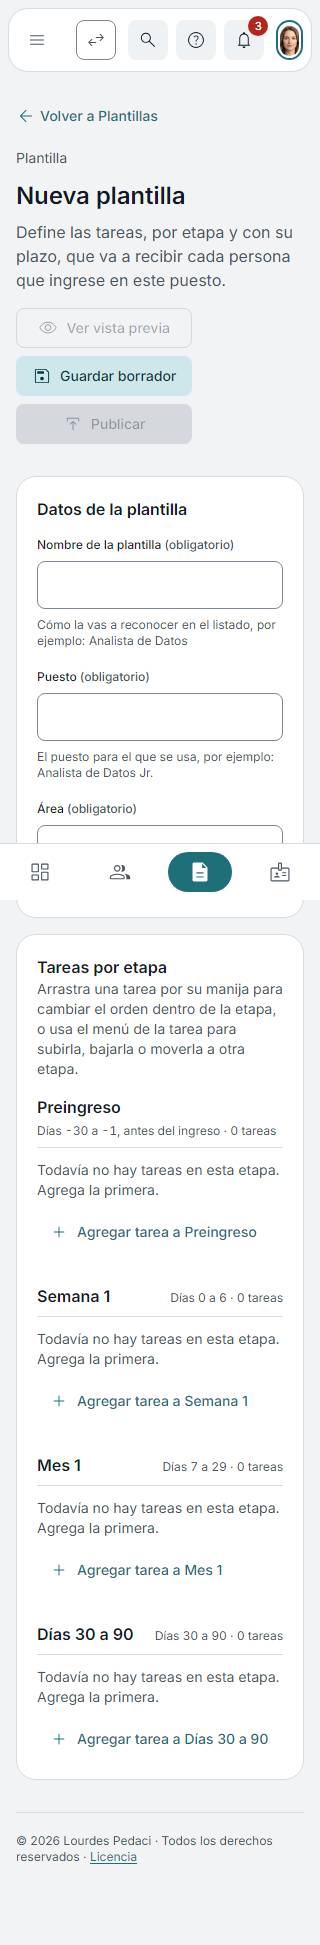 3
Volver a Plantillas
Plantilla
Nueva plantilla
Define las tareas, por etapa y con su
plazo, que va a recibir cada persona
que ingrese en este puesto.
Ver vista previa
Guardar borrador
Publicar
Datos de la plantilla
Nombre de la plantilla (obligatorio)
Cómo la vas a reconocer en el listado, por
ejemplo: Analista de Datos
Puesto (obligatorio)
El puesto para el que se usa, por ejemplo:
Analista de Datos Jr.
Área (obligatorio)
Tareas por etapa
Arrastra una tarea por su manija para
cambiar el orden dentro de la etapa,
o usa el menú de la tarea para
subirla, bajarla o moverla a otra
etapa.
Preingreso
Días -30 a -1, antes del ingreso · 0 tareas
Todavía no hay tareas en esta etapa.
Agrega la primera.
Agregar tarea a Preingreso
Semana 1 Días 0 a 6 · 0 tareas
Todavía no hay tareas en esta etapa.
Agrega la primera.
Agregar tarea a Semana 1
Mes 1 Días 7 a 29 · 0 tareas
Todavía no hay tareas en esta etapa.
Agrega la primera.
Agregar tarea a Mes 1
Días 30 a 90 Días 30 a 90 · 0 tareas
Todavía no hay tareas en esta etapa.
Agrega la primera.
Agregar tarea a Días 30 a 90
© 2026 Lourdes Pedaci · Todos los derechos
reservados · Licencia